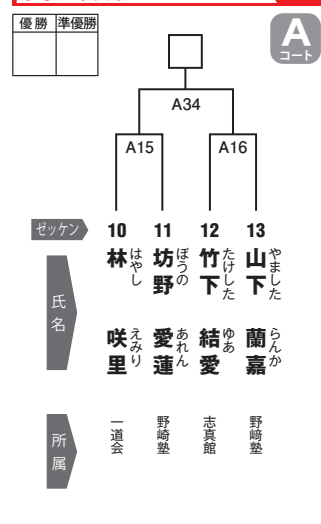 優勝 準優勝
A
コート
A34
A15 A16
ゼッケン 10 11 12 13
氏名
林 咲里
はやし えみり
坊野 愛蓮
ぼうの あれん
竹下 結愛
たけした ゆあ
山下 蘭嘉
やました らんか
所属
一道会
野崎塾
志真館
野崎塾